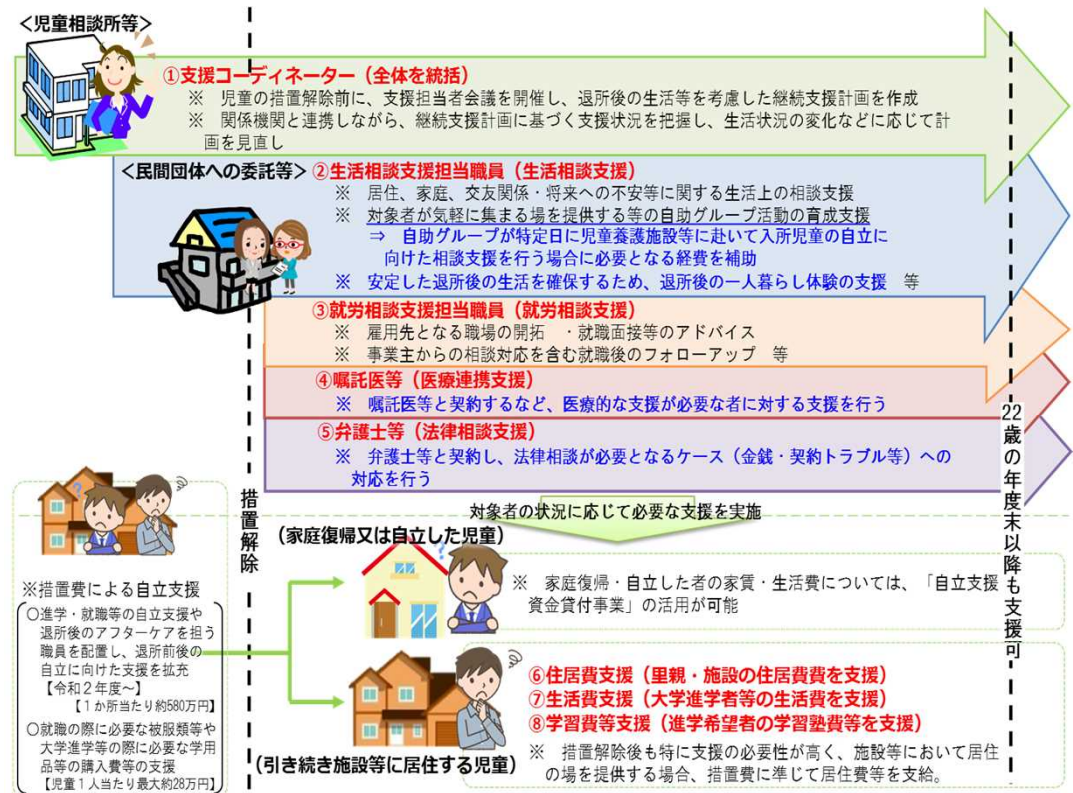 ＜児童相談所等＞
①支援コーディネーター（全体を統括）
※　児童の措置解除前に、支援担当者会議を開催し、退所後の生活等を考慮した継続支援計画を作成
※　関係機関と連携しながら、継続支援計画に基づく支援状況を把握し、生活状況の変化などに応じて計
画を見直し
＜民間団体への委託等＞
②生活相談支援担当職員（生活相談支援）
※　居住、家庭、交友関係・将来への不安等に関する生活上の相談支援
※　対象者が気軽に集まる場を提供する等の自助グループ活動の育成支援
⇒　自助グループが特定日に児童養護施設等に赴いて入所児童の自立に
向けた相談支援を行う場合に必要となる経費を補助
※　安定した退所後の生活を確保するため、退所後の一人暮らし体験の支援　等
③就労相談支援担当職員（就労相談支援）
※　雇用先となる職場の開拓　・就職面接等のアドバイス
※　事業主からの相談対応を含む就職後のフォローアップ　等
④嘱託医等（医療連携支援）
※　嘱託医等と契約するなど、医療的な支援が必要な者に対する支援を行う
⑤弁護士等（法律相談支援）
※　弁護士等と契約し、法律相談が必要となるケース（金銭・契約トラブル等）への
対応を行う
措置解除
22歳の年度末以降も支援可
対象者の状況に応じて必要な支援を実施
※措置費による自立支援
○進学・就職等の自立支援や
退所後のアフターケアを担う
職員を配置し、退所前後の
自立に向けた支援を拡充
【令和２年度～】
【１か所当たり約580万円】
○就職の際に必要な被服類等や
大学進学等の際に必要な学用
品等の購入費等の支援
【児童１人当たり最大約28万円】
（家庭復帰又は自立した児童）
※　家庭復帰・自立した者の家賃・生活費については、「自立支援
資金貸付事業」の活用が可能
（引き続き施設等に居住する児童）
⑥住居費支援（里親・施設の住居費費を支援）
⑦生活費支援（大学進学者等の生活費を支援）
⑧学習費等支援（進学希望者の学習塾費等を支援）
※　措置解除後も特に支援の必要性が高く、施設等において居住
の場を提供する場合、措置費に準じて居住費等を支給。